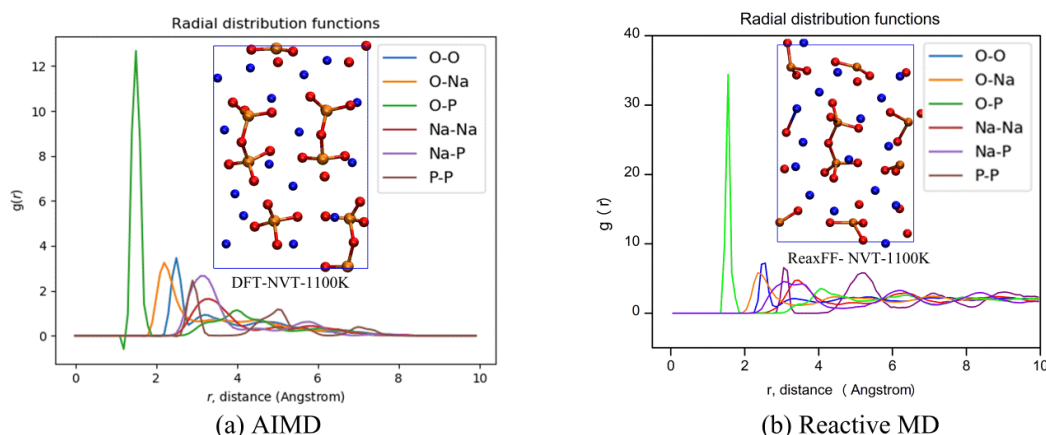 Radial distribution functions
12
10
8
6
4
2
0
g(r)
O-O
O-Na
O-P
Na-Na
Na-P
P-P
DFT-NVT-1100K
0 2 4 6 8 10
r, distance (Angstrom)
(a) AIMD
Radial distribution functions
40
30
20
10
0
g (r)
O-O
O-Na
O-P
Na-Na
Na-P
P-P
ReaxFF- NVT-1100K
0 2 4 6 8 10
r, distance ( Angstrom)
(b) Reactive MD